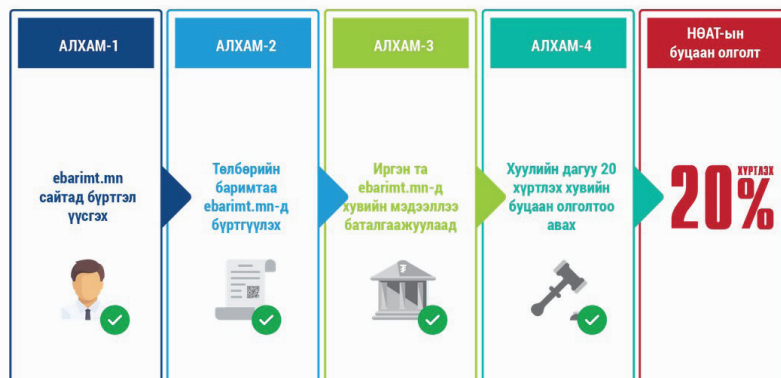 АЛХАМ-1
ebarimt.mn
сайтад бүртгэл
үүсгэх
АЛХАМ-2
Төлбөрийн
баримтаа
ebarimt.mn-д
бүртгүүлэх
АЛХАМ-3
Иргэн та
ebarimt.mn-д
хувийн мэдээллээ
баталгаажуулаад
₮
АЛХАМ-4
Хуулийн дагуу 20
хүртлэх хувийн
буцаан олголтоо
авах
НӨАТ-ын
буцаан олголт
ХҮРТЛЭХ
20%